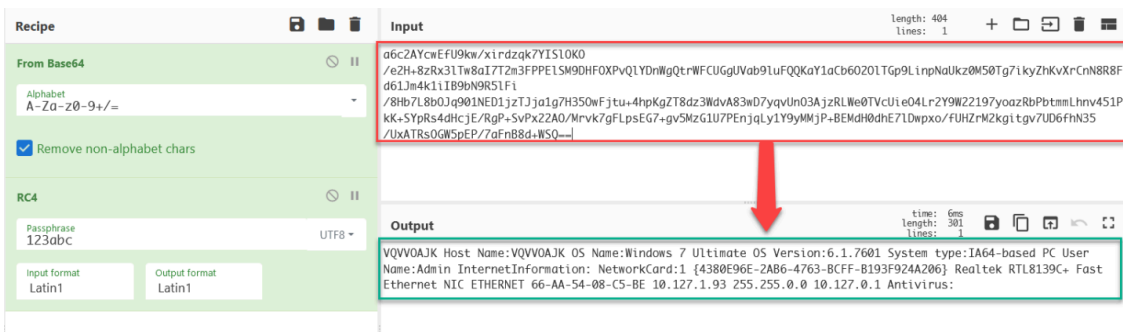 Recipe
From Base64
Alphabet
A-Za-z0-9+/=
Remove non-alphabet chars
RC4
Passphrase
123abc
UTF8
Input format
Latin1
Output format
Latin1
Input
length: 404
lines: 1
a6c2AYcwEfU9kw/xirdzqk7YISlOKO
/e2H+8zRx3lTw8aI7T2m3FPPElSM9DHFOXPvQlYDNWgQtrWFCUGgUVab9luFQQKaY1aCb6O2OlTGp9LinpNaUkz0M50Tg7ikyZhKvXrCnN8R8F
d61Jm4k1iIB9bN9R5lFi
/8Hb7L8bOJq901NED1jzTJja1g7H35OwFjtu+4hpKgZT8dz3WdvA83wD7yqvUnO3AjzRLWe0TVcUieO4Lr2Y9W22197yoazRbPbtmmLhnv451P
kK+SYpRs4dHcjE/RgP+SvPx22AO/Mrvk7gFLpsEG7+gv5MzG1U7PEnjqLy1Y9yMMjP+BEMdH0dhE7lDwpxo/fUHZrM2kgitgv7UD6fhN35
/UxATRsOGW5pEP/7aFnB8d+WSQ==
Output
time: 6ms
length: 301
lines: 1
VQVVOAJK Host Name:VQVVOAJK OS Name:Windows 7 Ultimate OS Version:6.1.7601 System type:IA64-based PC User
Name:Admin InternetInformation: NetworkCard:1 {4380E96E-2AB6-4763-BCFF-B193F924A206} Realtek RTL8139C+ Fast
Ethernet NIC ETHERNET 66-AA-54-08-C5-BE 10.127.1.93 255.255.0.0 10.127.0.1 Antivirus: